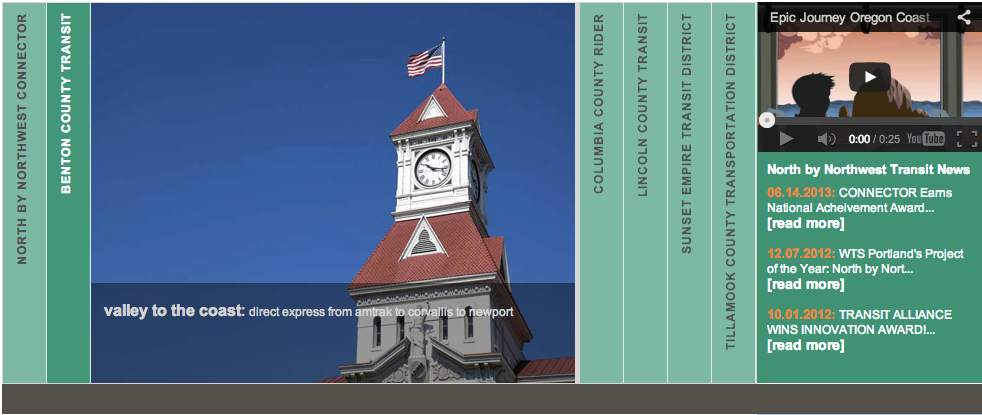 NORTH BY NORTHWEST CONNECTOR
BENTON COUNTY TRANSIT
valley to the coast: direct express from amtrak to corvallis to newport
COLUMBIA COUNTY RIDER
LINCOLN COUNTY TRANSIT
SUNSET EMPIRE TRANSIT DISTRICT
TILLAMOOK COUNTY TRANSPORTATION DISTRICT
Epic Journey Oregon Coast
0:00 / 0:25 YouTube
North by Northwest Transit News
06.14.2013: CONNECTOR Earns
National Acheivement Award...
[read more]
12.07.2012: WTS Portland's Project
of the Year: North by Nort...
[read more]
10.01.2012: TRANSIT ALLIANCE
WINS INNOVATION AWARD!...
[read more]